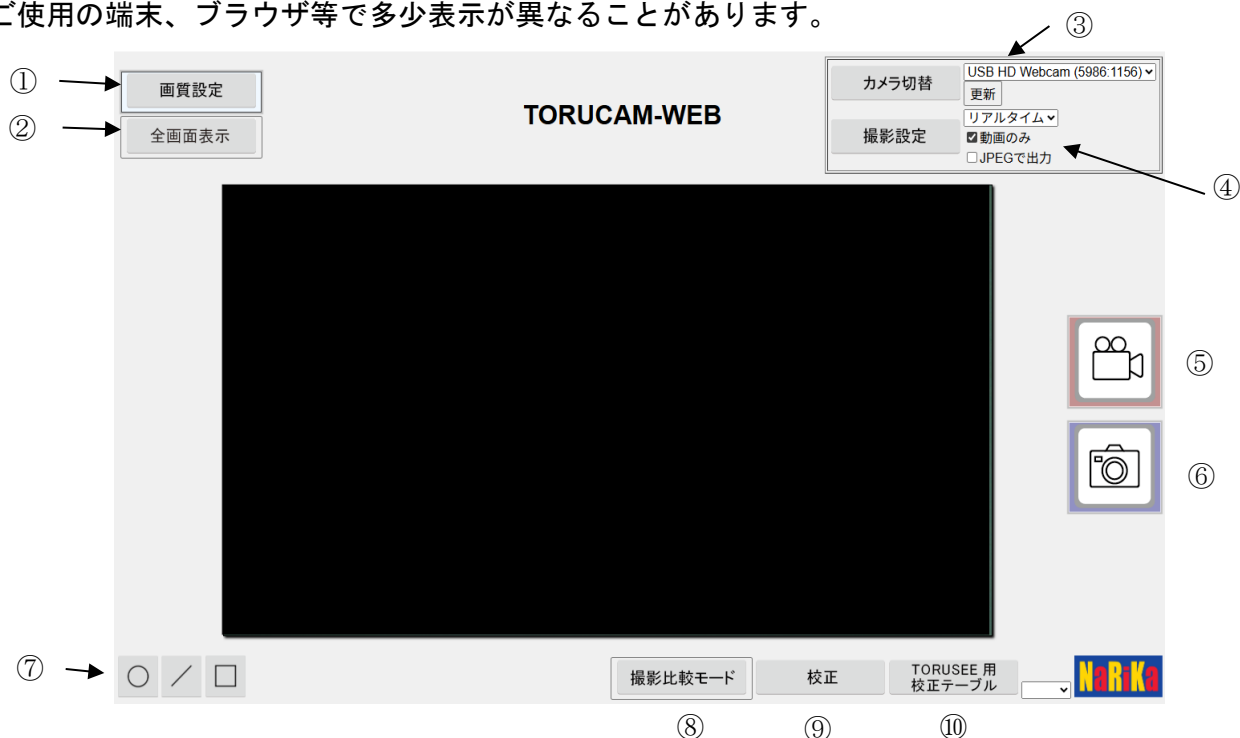 ご使用の端末、ブラウザ等で多少表示が異なることがあります。
③
①
画質設定
カメラ切替
USB HD Webcam (5986:1156)
更新
②
全画面表示
TORUCAM-WEB
撮影設定
リアルタイム
動画のみ
JPEGで出力
④
⑤
⑥
⑦
撮影比較モード
校正
TORUSEE 用
校正テーブル
NaRiKa
⑧
⑨
⑩